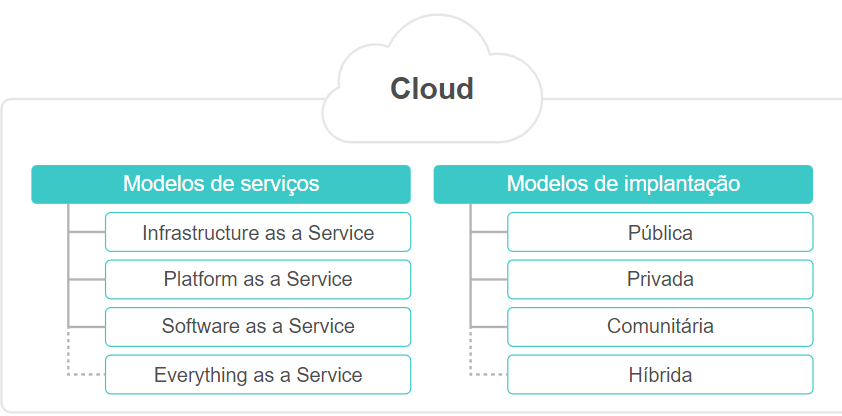 Cloud
Modelos de serviços
Infrastructure as a Service
Platform as a Service
Software as a Service
Everything as a Service
Modelos de implantação
Pública
Privada
Comunitária
Híbrida